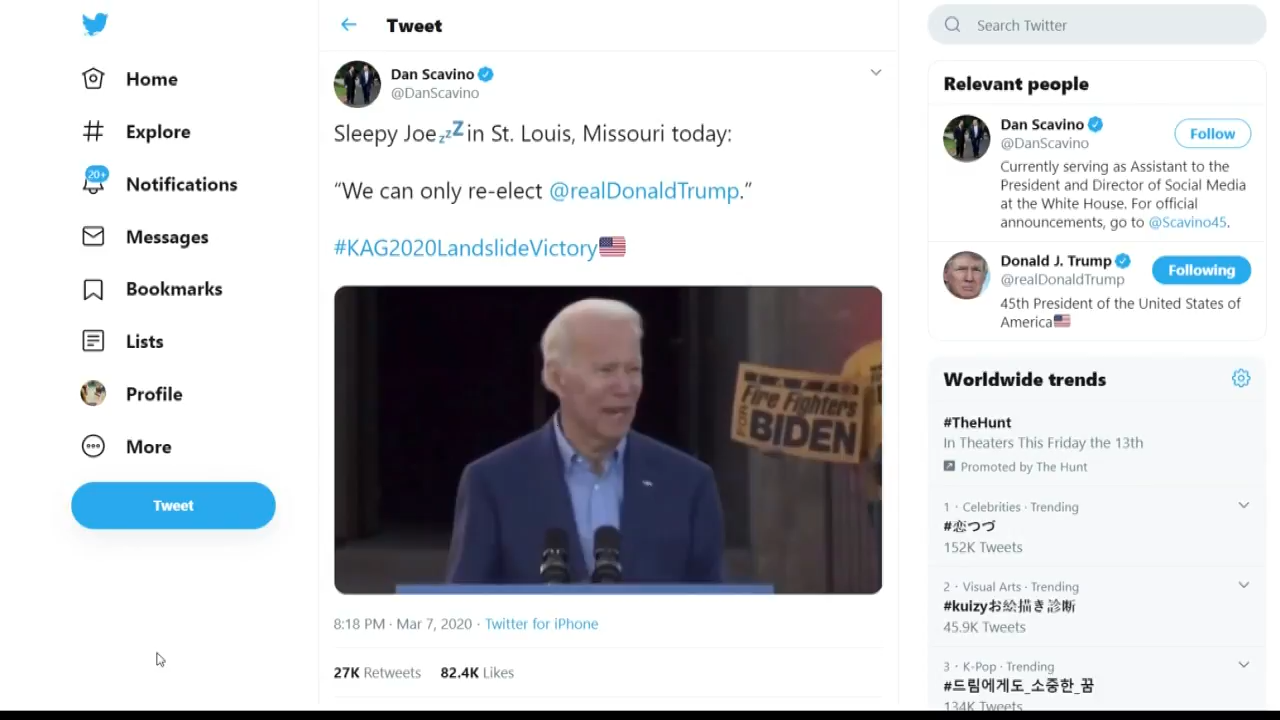 Home
Explore
20+
Notifications
Messages
Bookmarks
Lists
Profile
More
Tweet
Tweet
Dan Scavino
@DanScavino
Sleepy Joe💤in St. Louis, Missouri today:
“We can only re-elect @realDonaldTrump.”
#KAG2020LandslideVictory🇺🇸
Fire Fighters
FOR
BIDEN
8:18 PM · Mar 7, 2020 · Twitter for iPhone
27K Retweets 82.4K Likes
Search Twitter
Relevant people
Dan Scavino
@DanScavino
Follow
Currently serving as Assistant to the
President and Director of Social Media
at the White House. For official
announcements, go to @Scavino45.
Donald J. Trump
@realDonaldTrump
Following
45th President of the United States of
America🇺🇸
Worldwide trends
#TheHunt
In Theaters This Friday the 13th
Promoted by The Hunt
1 · Celebrities · Trending
#恋つづ
152K Tweets
2 · Visual Arts · Trending
#kuizyお絵描き診断
45.9K Tweets
3 · K-Pop · Trending
#드림에게도_소중한_꿈
134K Tweets